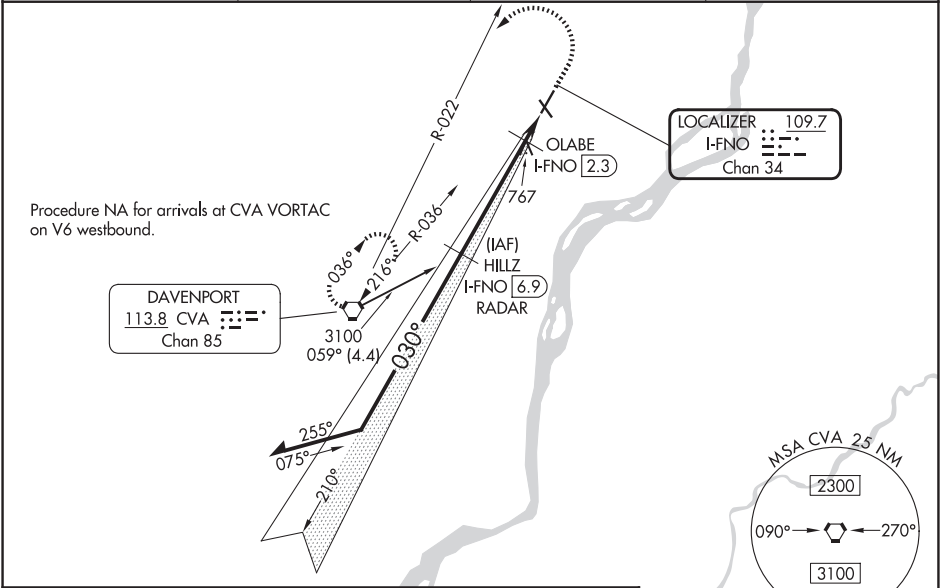 R-022
LOCALIZER 109.7
I-FNO
Chan 34
OLABE
I-FNO 2.3
767
Procedure NA for arrivals at CVA VORTAC
on V6 westbound.
R-036
036°
216°
(IAF)
HILLZ
I-FNO 6.9
RADAR
DAVENPORT
113.8 CVA
Chan 85
3100
059° (4.4)
030°
255°
075°
210°
MSA CVA 25 NM
2300
090°
270°
3100